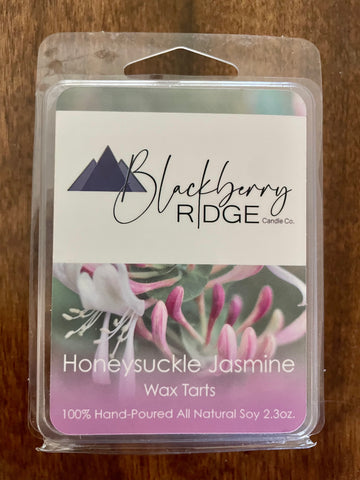 Blackberry
RIDGE Candle Co.
Honeysuckle Jasmine
Wax Tarts
100% Hand-Poured All Natural Soy 2.3oz.